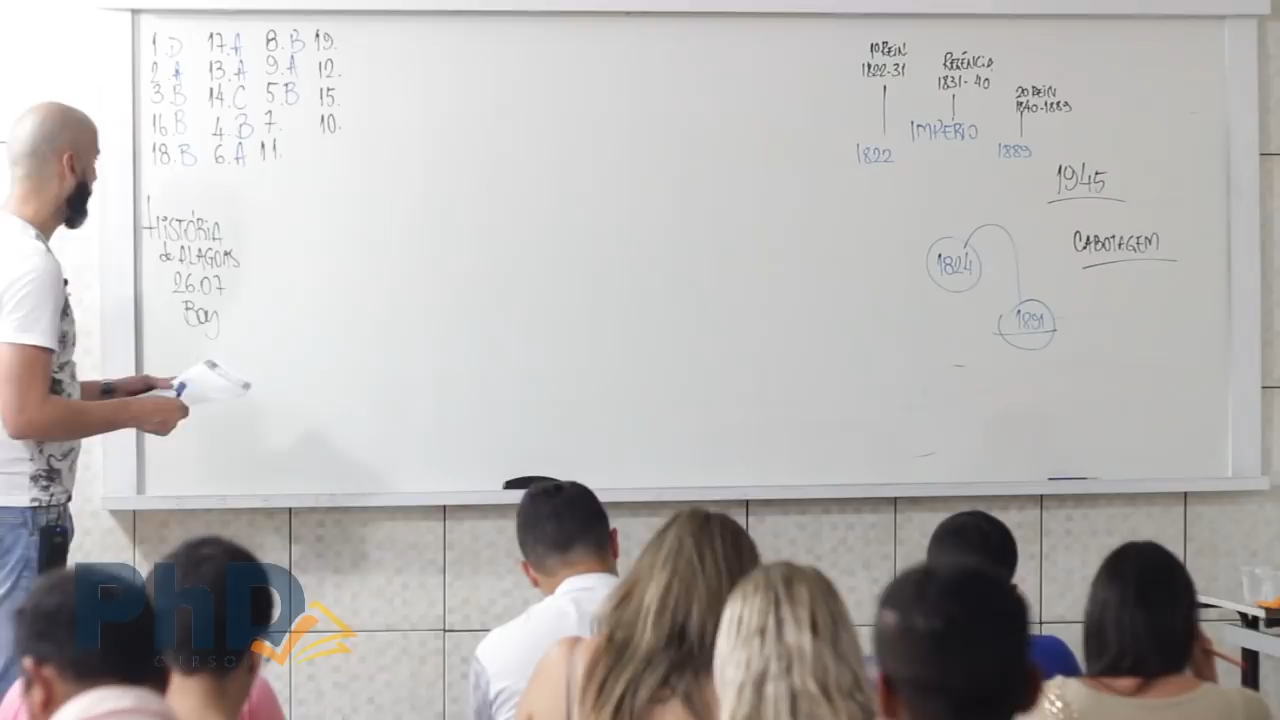 1. D 17. A 8. B 19.
2. A 13. A 9. A 12.
3. B 14. C 5. B 15.
16. B 4. B 7. 10.
18. B 6. A 11.
HISTÓRIA
de ALAGOAS
26.07
Boy
1º REIN
1822-31
REGÊNCIA
1831-40
2º REIN
1840-1889
IMPÉRIO
1822
1889
1945
CABOTAGEM
1824
1891
PhD
CURSO